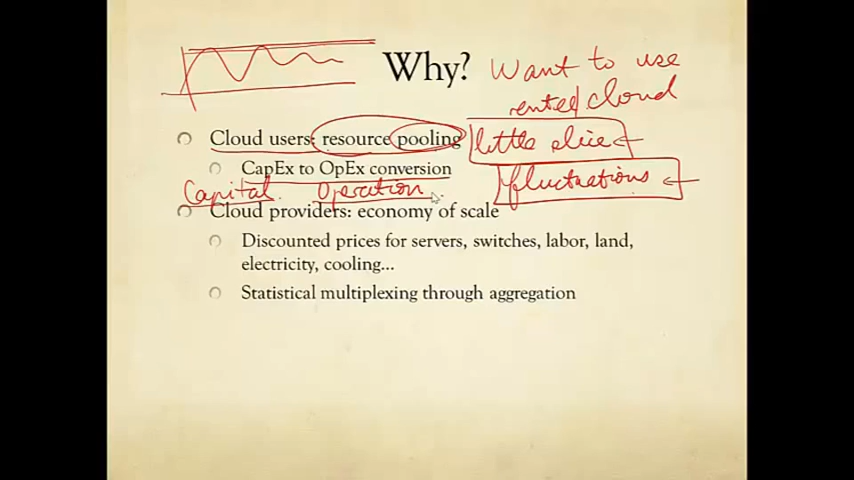 Why? Want to use
rented cloud
Cloud users: resource pooling little slice
CapEx to OpEx conversion fluctuations
Capital Operation
Cloud providers: economy of scale
Discounted prices for servers, switches, labor, land,
electricity, cooling...
Statistical multiplexing through aggregation